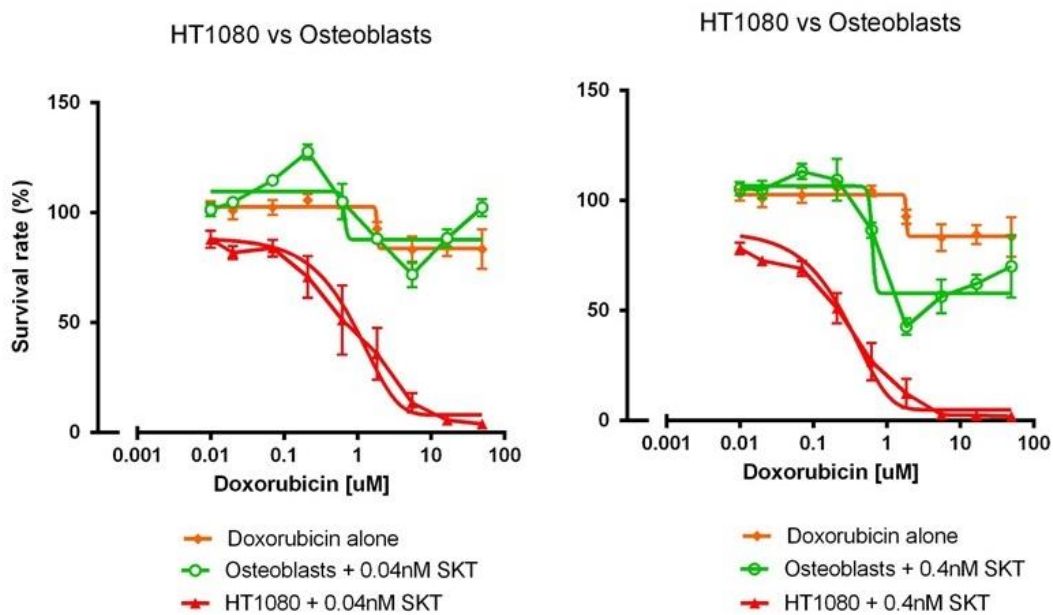 HT1080 vs Osteoblasts
150
100
50
0
Survival rate (%)
0.001 0.01 0.1 1 10 100
Doxorubicin [uM]
Doxorubicin alone
Osteoblasts + 0.04nM SKT
HT1080 + 0.04nM SKT
HT1080 vs Osteoblasts
150
100
50
0
0.001 0.01 0.1 1 10 100
Doxorubicin [uM]
Doxorubicin alone
Osteoblasts + 0.4nM SKT
HT1080 + 0.4nM SKT